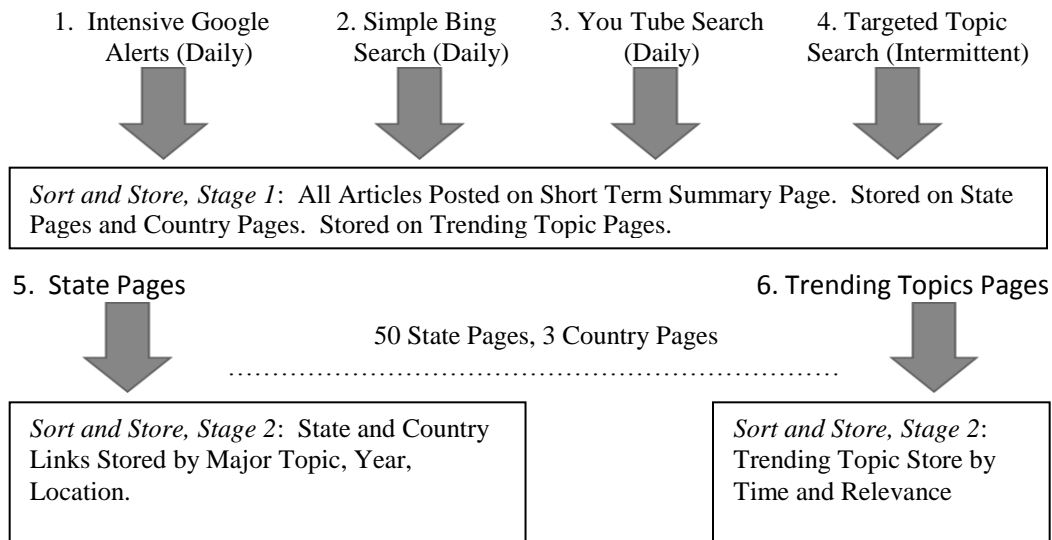 1. Intensive Google Alerts (Daily)
2. Simple Bing Search (Daily)
3. You Tube Search (Daily)
4. Targeted Topic Search (Intermittent)
Sort and Store, Stage 1: All Articles Posted on Short Term Summary Page. Stored on State
Pages and Country Pages. Stored on Trending Topic Pages.
5. State Pages
6. Trending Topics Pages
50 State Pages, 3 Country Pages
Sort and Store, Stage 2: State and Country
Links Stored by Major Topic, Year,
Location.
Sort and Store, Stage 2:
Trending Topic Store by
Time and Relevance